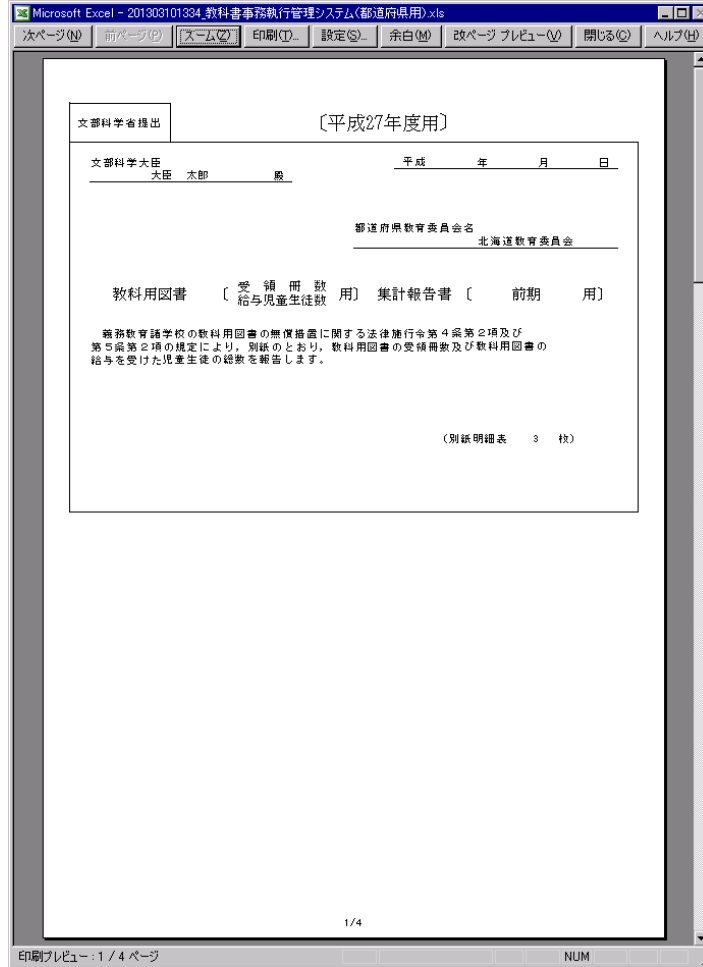 Microsoft Excel - 201303101334_教科書事務執行管理システム(都道府県用).xls
次ページ(N) 前ページ(P) ズーム(Z) 印刷(T)... 設定(S)... 余白(M) 改ページ プレビュー(V) 閉じる(C) ヘルプ(H)
文部科学省提出
〔平成27年度用〕
文部科学大臣
大臣 太郎 殿
平成 年 月 日
都道府県教育委員会名
北海道教育委員会
教科用図書 〔 受領冊数 給与児童生徒数 用〕 集計報告書 〔 前期 用〕
義務教育諸学校の教科用図書の無償措置に関する法律施行令第4条第2項及び
第5条第2項の規定により,別紙のとおり,教科用図書の受領冊数及び教科用図書の
給与を受けた児童生徒の総数を報告します。
(別紙明細表 3 枚)
1/4
印刷プレビュー:1 / 4 ページ NUM